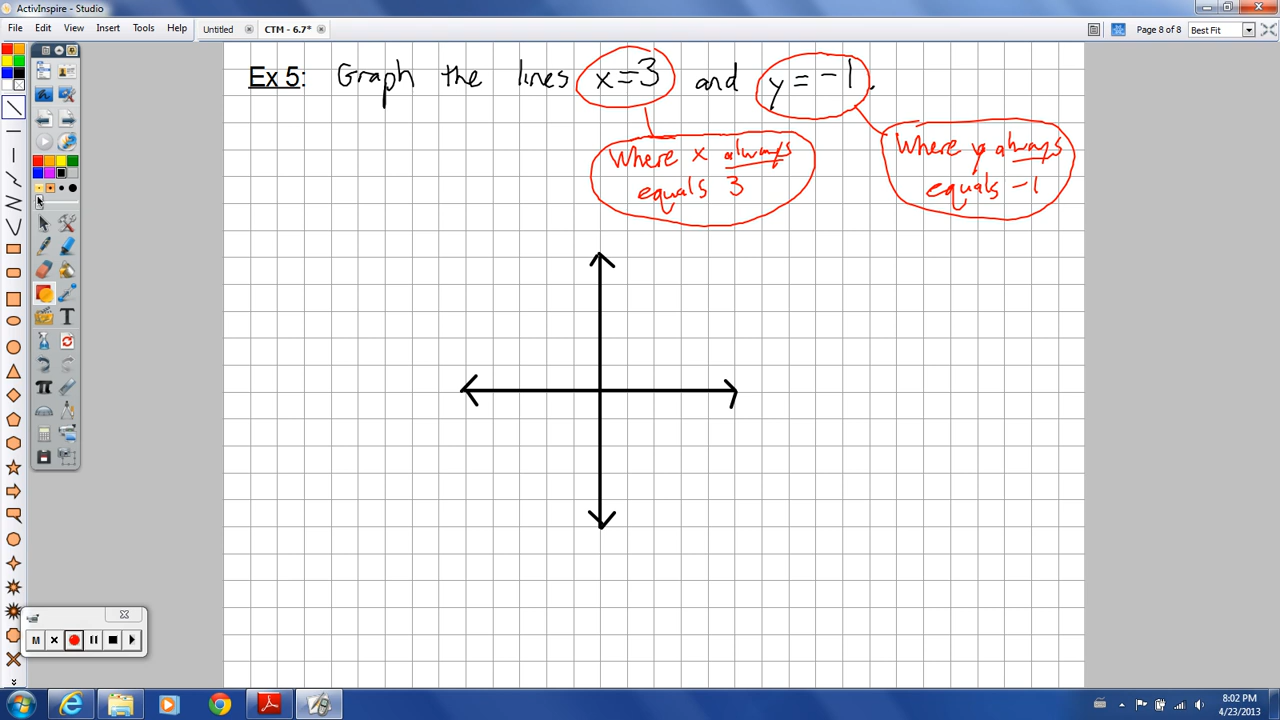 ActivInspire - Studio
File Edit View Insert Tools Help
Untitled
CTM - 6.7*
Page 8 of 8
Best Fit
Ex 5: Graph the lines x=3 and y = -1.
Where x always
equals 3
Where y always
equals -1
M
8:02 PM
4/23/2013